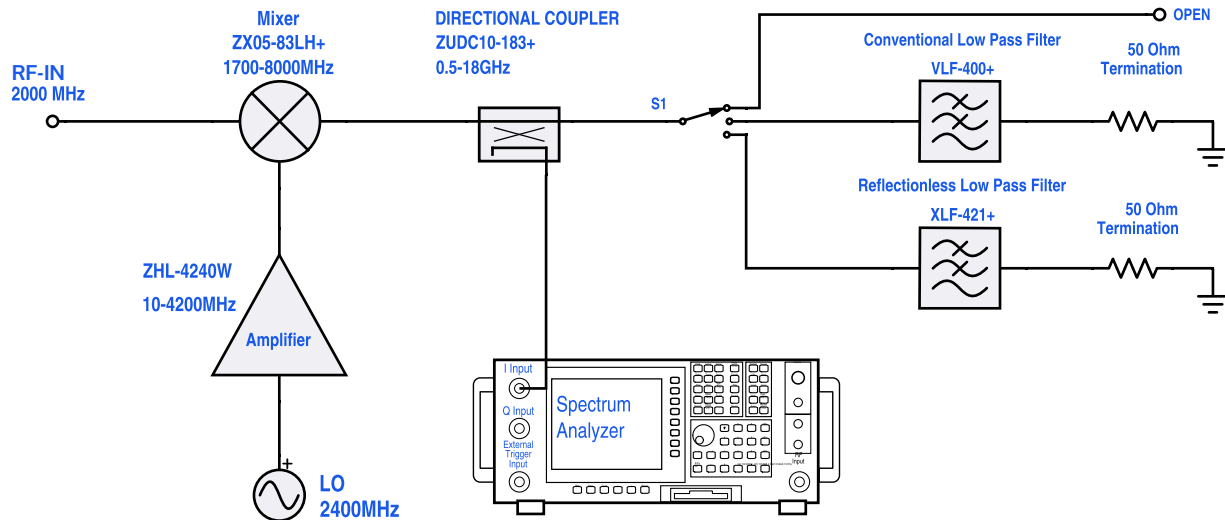 Mixer
ZX05-83LH+
1700-8000MHz
DIRECTIONAL COUPLER
ZUDC10-183+
0.5-18GHz
OPEN
Conventional Low Pass Filter
VLF-400+
50 Ohm
Termination
RF-IN
2000 MHz
S1
Reflectionless Low Pass Filter
XLF-421+
50 Ohm
Termination
ZHL-4240W
10-4200MHz
Amplifier
I Input
Q Input
External
Trigger
Input
Spectrum
Analyzer
RF
Input
+
LO
2400MHz